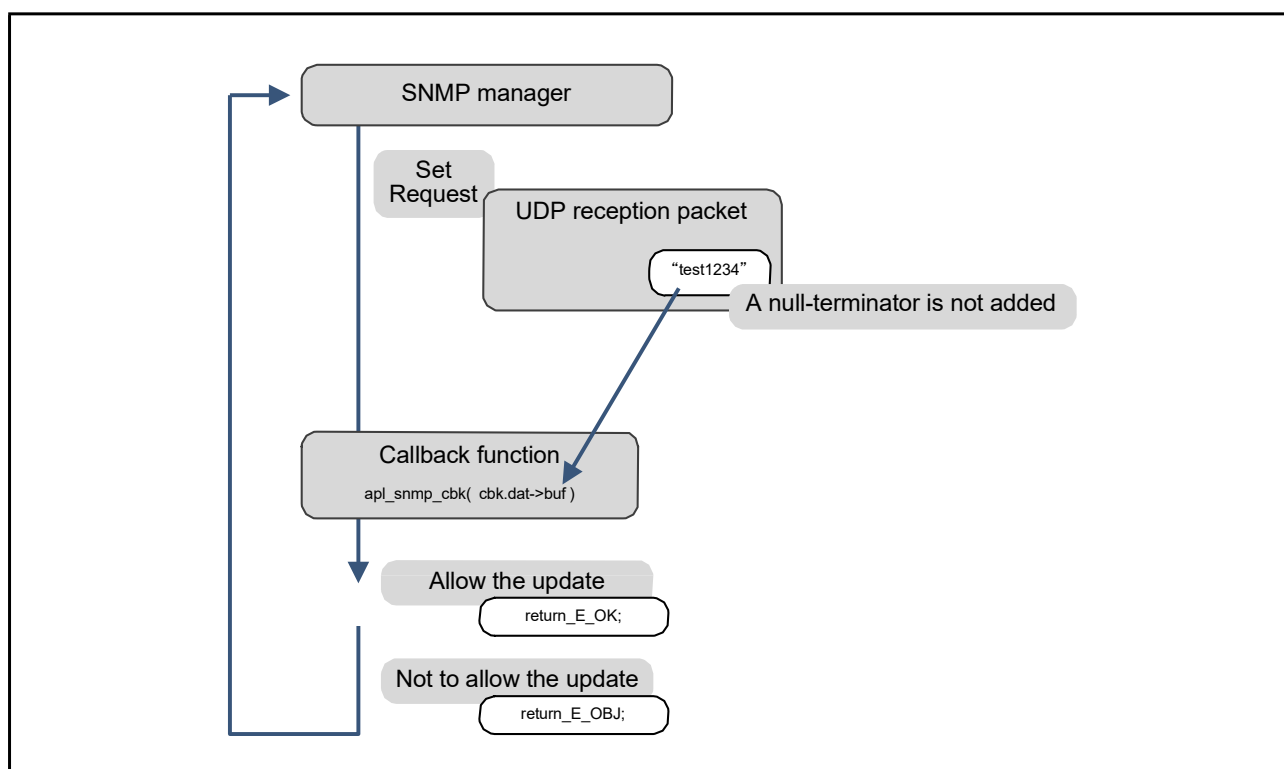 SNMP manager
Set
Request
UDP reception packet
“test1234”
A null-terminator is not added
Callback function
apl_snmp_cbk( cbk.dat->buf )
Allow the update
return_E_OK;
Not to allow the update
return_E_OBJ;